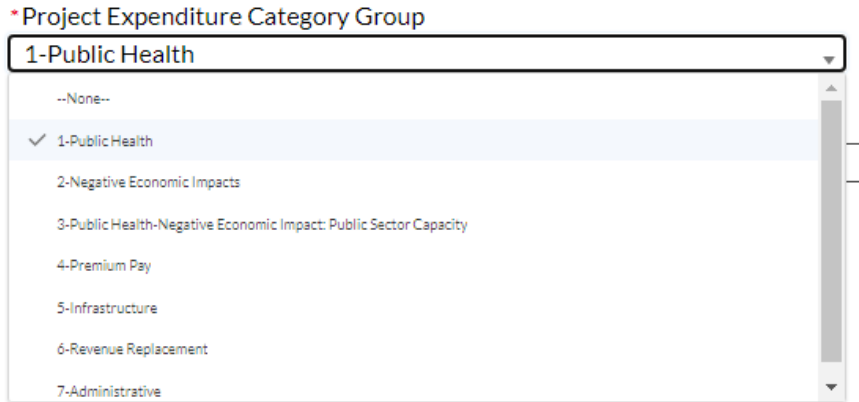 *Project Expenditure Category Group
1-Public Health
--None--
1-Public Health
2-Negative Economic Impacts
3-Public Health-Negative Economic Impact: Public Sector Capacity
4-Premium Pay
5-Infrastructure
6-Revenue Replacement
7-Administrative